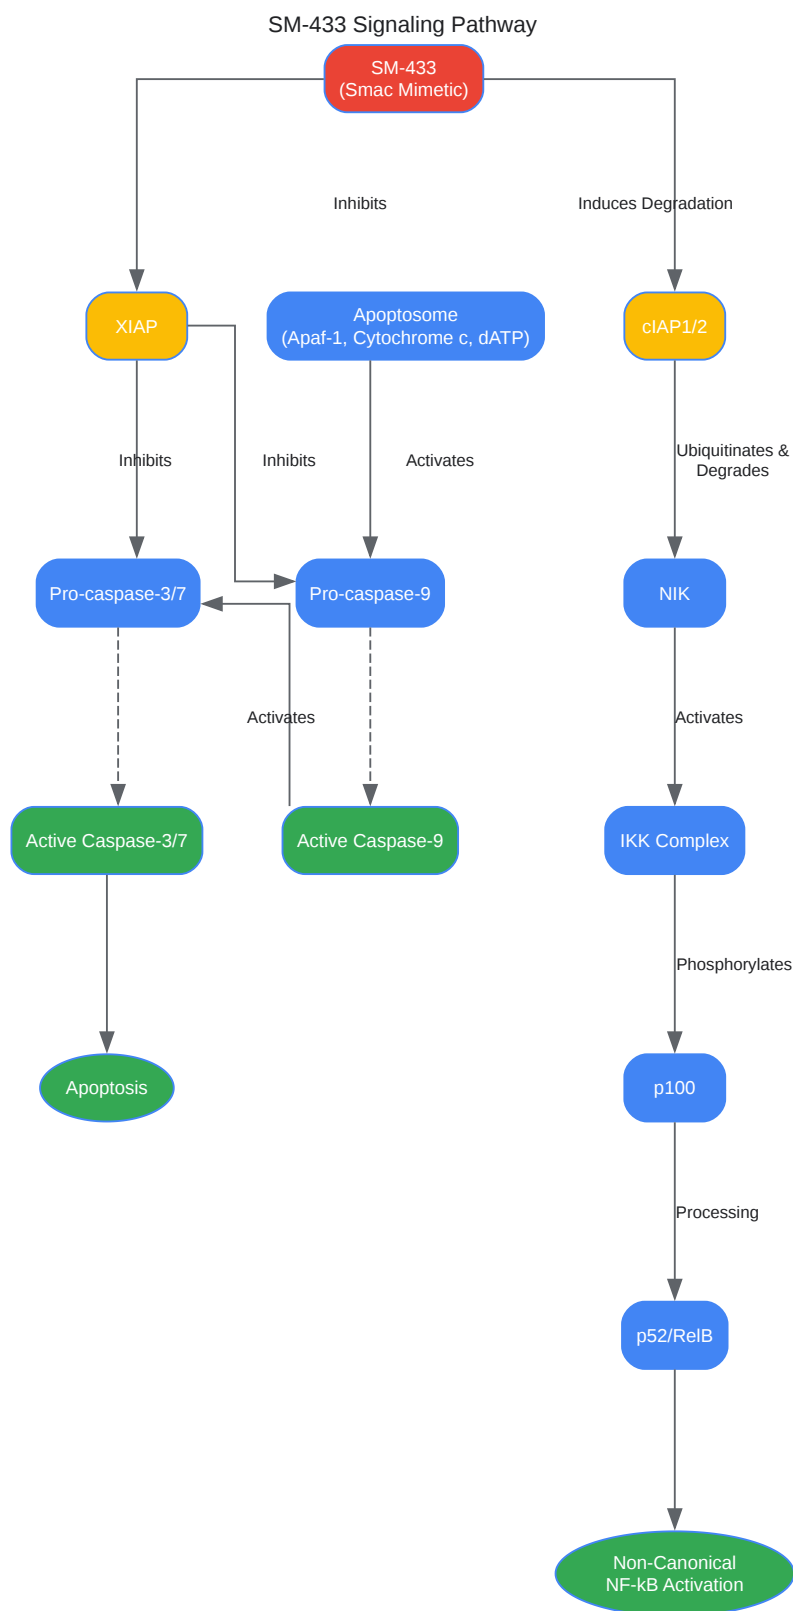 SM-433 Signaling Pathway
SM-433
(Smac Mimetic)
Inhibits
Induces Degradation
XIAP
Apoptosome
(Apaf-1, Cytochrome c, dATP)
cIAP1/2
Inhibits
Inhibits
Activates
Ubiquitinates &
Degrades
Pro-caspase-3/7
Pro-caspase-9
NIK
Activates
Activates
Active Caspase-3/7
Active Caspase-9
IKK Complex
Phosphorylates
Apoptosis
p100
Processing
p52/RelB
Non-Canonical
NF-kB Activation